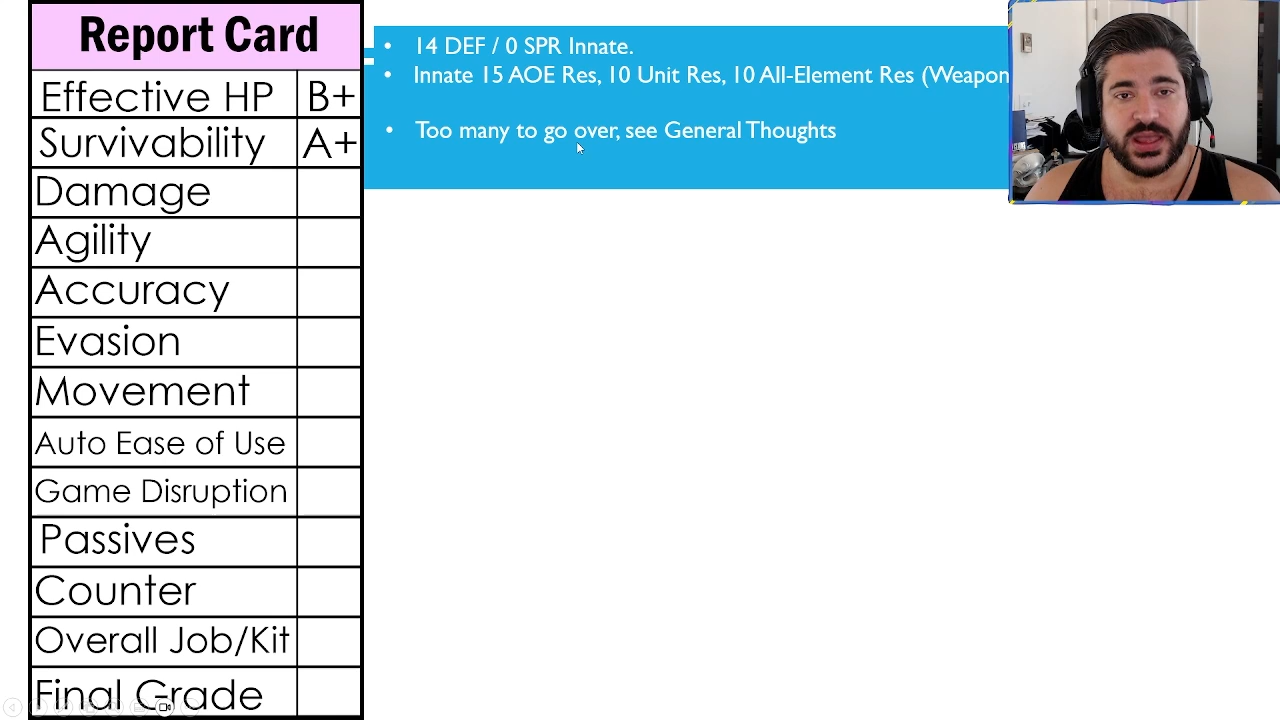 Report Card
Effective HP B+
Survivability A+
Damage
Agility
Accuracy
Evasion
Movement
Auto Ease of Use
Game Disruption
Passives
Counter
Overall Job/Kit
Final Grade
• 14 DEF / 0 SPR Innate.
• Innate 15 AOE Res, 10 Unit Res, 10 All-Element Res (Weapon
• Too many to go over, see General Thoughts